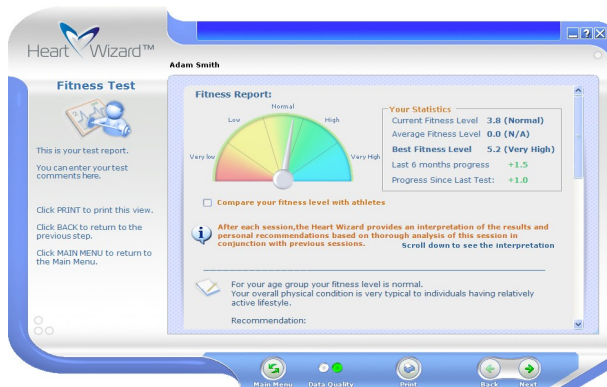 Heart Wizard™
Adam Smith
Fitness Test
This is your test report.
You can enter your test
comments here.
Click PRINT to print this view.
Click BACK to return to the
previous step.
Click MAIN MENU to return to
the Main Menu.
Fitness Report:
Very low
Low
Normal
High
Very High
Your Statistics
Current Fitness Level 3.8 (Normal)
Average Fitness Level 0.0 (N/A)
Best Fitness Level 5.2 (Very High)
Last 6 months progress +1.5
Progress Since Last Test: +1.0
Compare your fitness level with athletes
After each session,the Heart Wizard provides an interpretation of the results and
personal recommendations based on thorough analysis of this session in
conjunction with previous sessions. Scroll down to see the interpretation
For your age group your fitness level is normal.
Your overall physical condition is very typical to individuals having relatively
active lifestyle.
Recommendation:
Main Menu
Data Quality
Print
Back
Next